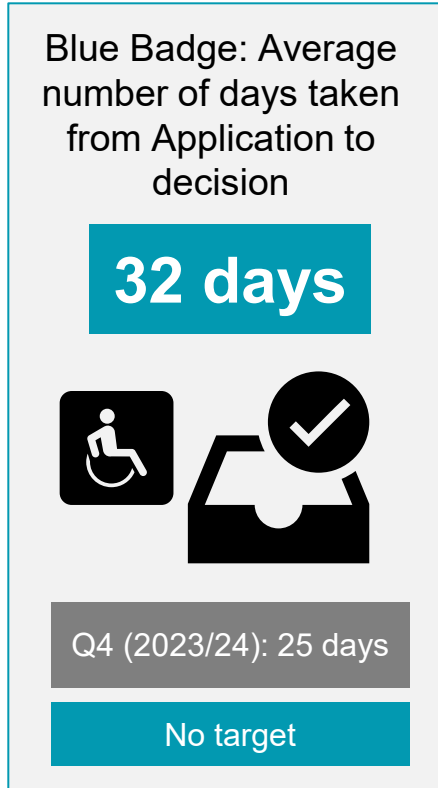 Blue Badge: Average
number of days taken
from Application to
decision
32 days
Q4 (2023/24): 25 days
No target